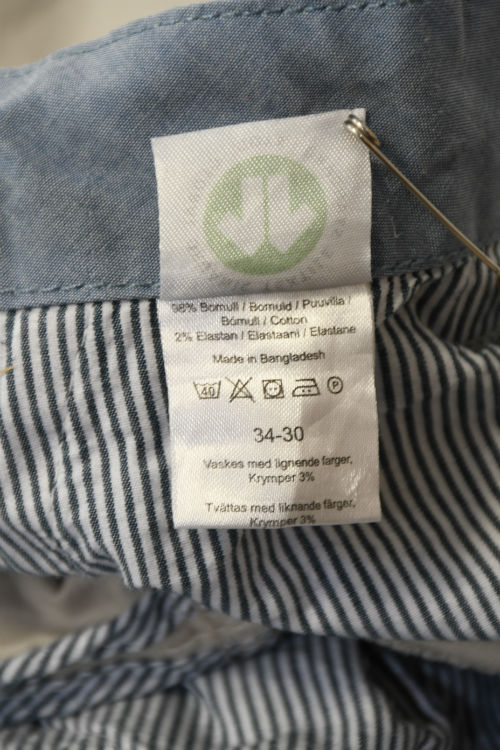 98% Bomull / Bomuld / Puuvilla /
Bómull / Cotton
2% Elastan / Elastaani / Elastane
Made in Bangladesh
40 P
34-30
Vaskes med lignende farger,
Krymper 3%
Tvättas med liknande färger,
Krymper 3%